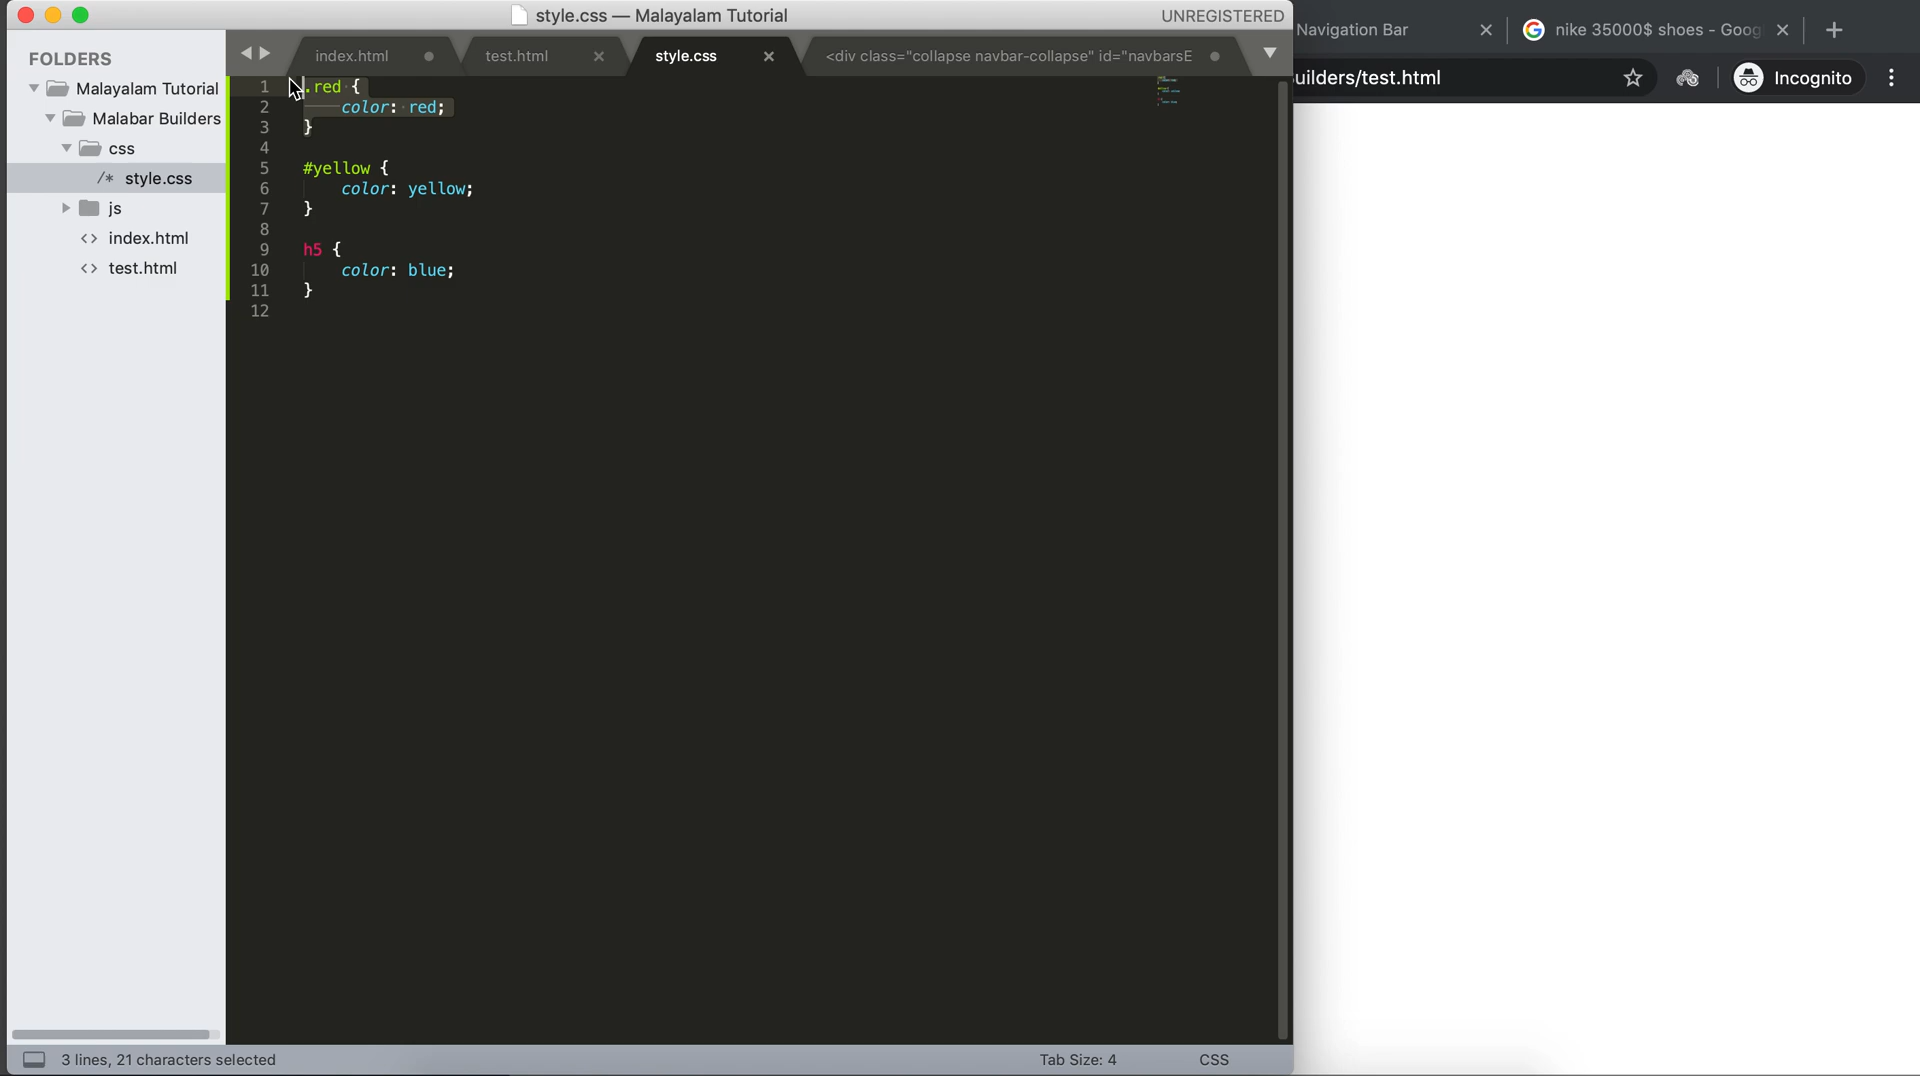 style.css — Malayalam Tutorial
UNREGISTERED
Navigation Bar
nike 35000$ shoes - Goog
FOLDERS
index.html
test.html
style.css
<div class="collapse navbar-collapse" id="navbarsE
uilders/test.html
Incognito
Malayalam Tutorial
Malabar Builders
css
/* style.css
js
<> index.html
<> test.html
1 .red {
2 color: red;
3 }
4
5 #yellow {
6 color: yellow;
7 }
8
9 h5 {
10 color: blue;
11 }
12
3 lines, 21 characters selected
Tab Size: 4
CSS